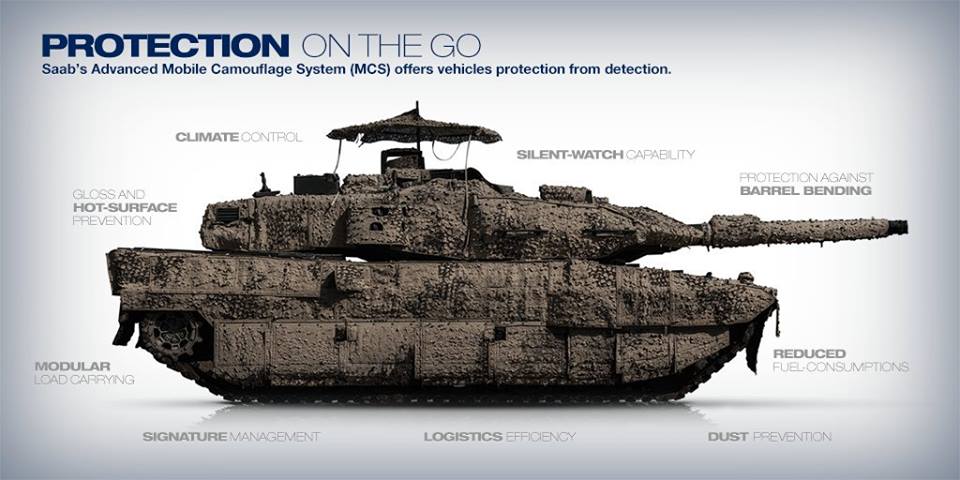 PROTECTION ON THE GO
Saab's Advanced Mobile Camouflage System (MCS) offers vehicles protection from detection.
CLIMATE CONTROL
SILENT-WATCH CAPABILITY
PROTECTION AGAINST
BARREL BENDING
GLOSS AND
HOT-SURFACE
PREVENTION
MODULAR
LOAD CARRYING
REDUCED
FUEL-CONSUMPTIONS
SIGNATURE MANAGEMENT
LOGISTICS EFFICIENCY
DUST PREVENTION